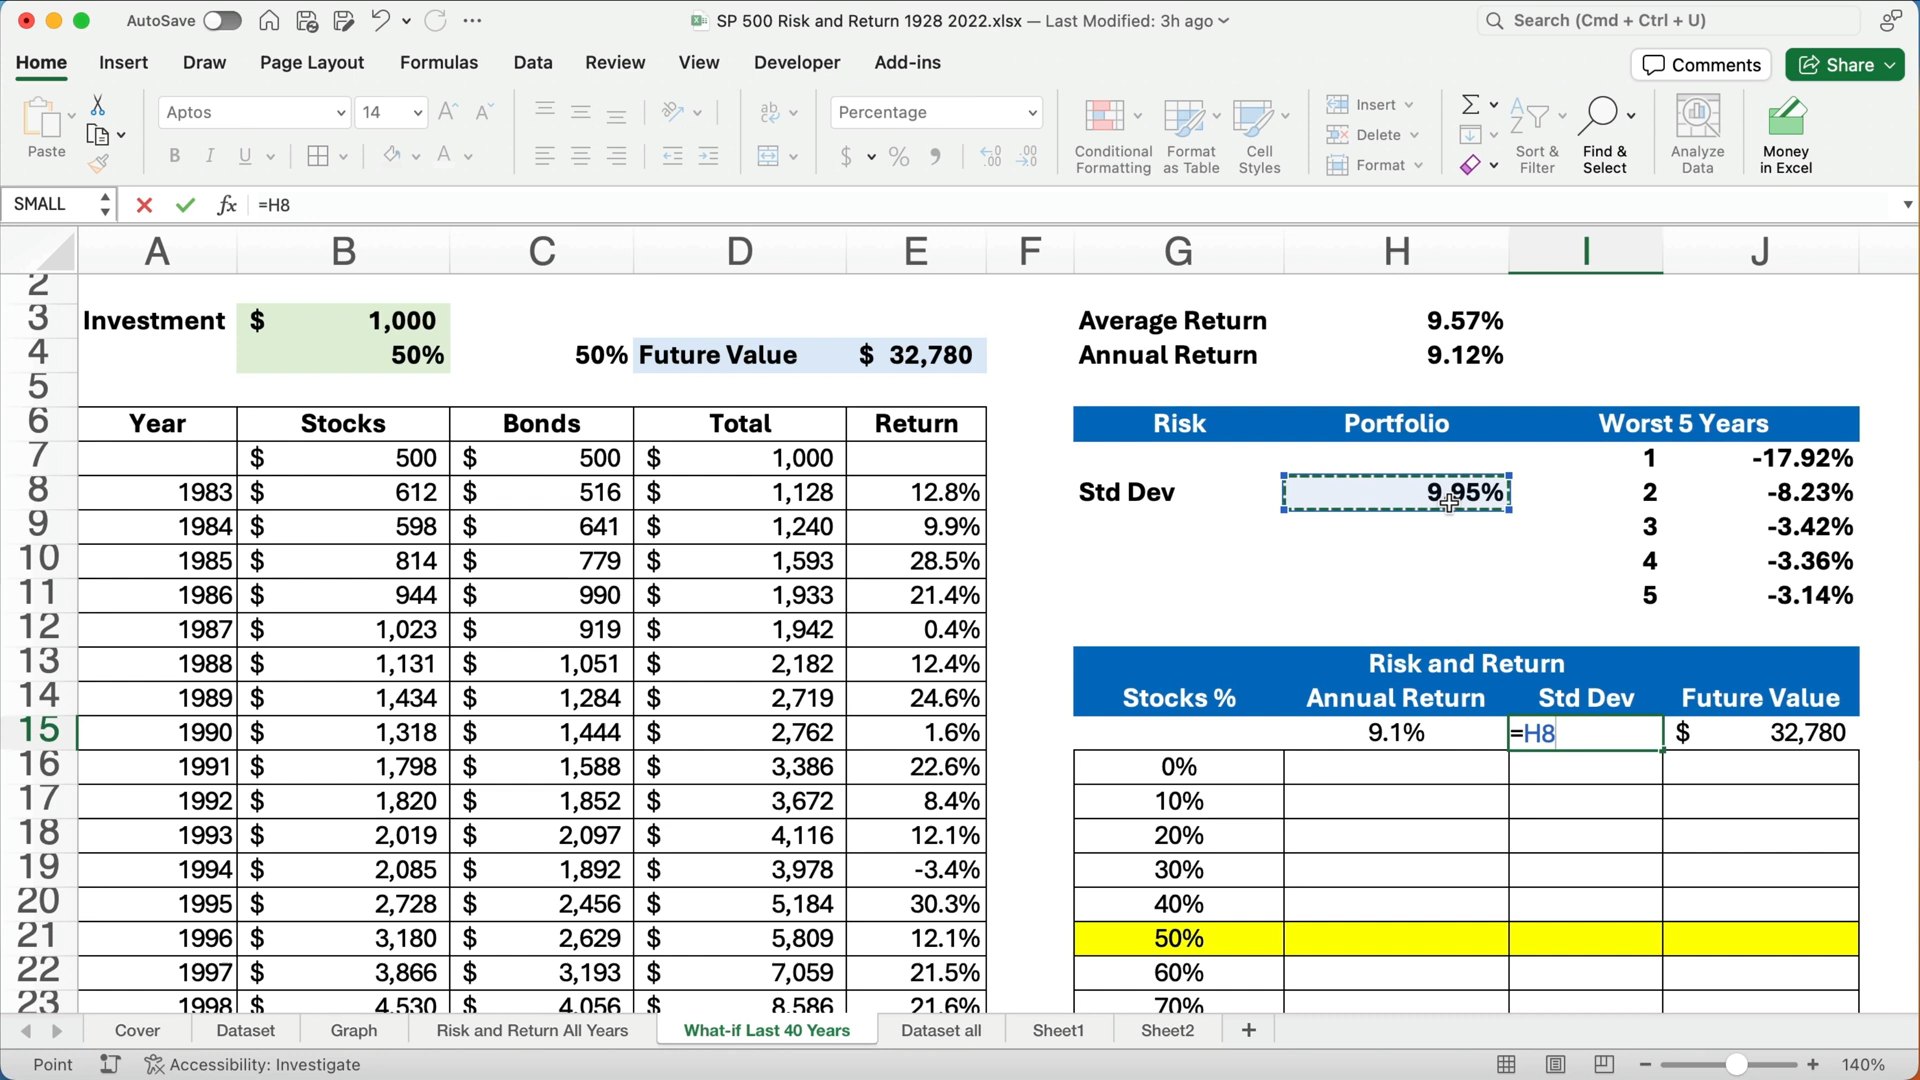 AutoSave
SP 500 Risk and Return 1928 2022.xlsx — Last Modified: 3h ago
Search (Cmd + Ctrl + U)
Home Insert Draw Page Layout Formulas Data Review View Developer Add-ins
Comments Share
Paste
Aptos 14
B I U
A
ab
Percentage
$ % 9
Conditional Formatting
Format as Table
Cell Styles
Insert
Delete
Format
Sort & Filter
Find & Select
Analyze Data
Money in Excel
SMALL fx =H8
A B C D E F G H I J
2
3 Investment $ 1,000 Average Return 9.57%
4 50% 50% Future Value $ 32,780 Annual Return 9.12%
5
6 Year Stocks Bonds Total Return Risk Portfolio Worst 5 Years
7 $ 500 $ 500 $ 1,000 1 -17.92%
8 1983 $ 612 $ 516 $ 1,128 12.8% Std Dev 9.95% 2 -8.23%
9 1984 $ 598 $ 641 $ 1,240 9.9% 3 -3.42%
10 1985 $ 814 $ 779 $ 1,593 28.5% 4 -3.36%
11 1986 $ 944 $ 990 $ 1,933 21.4% 5 -3.14%
12 1987 $ 1,023 $ 919 $ 1,942 0.4%
13 1988 $ 1,131 $ 1,051 $ 2,182 12.4% Risk and Return
14 1989 $ 1,434 $ 1,284 $ 2,719 24.6% Stocks % Annual Return Std Dev Future Value
15 1990 $ 1,318 $ 1,444 $ 2,762 1.6% 9.1% =H8 $ 32,780
16 1991 $ 1,798 $ 1,588 $ 3,386 22.6% 0%
17 1992 $ 1,820 $ 1,852 $ 3,672 8.4% 10%
18 1993 $ 2,019 $ 2,097 $ 4,116 12.1% 20%
19 1994 $ 2,085 $ 1,892 $ 3,978 -3.4% 30%
20 1995 $ 2,728 $ 2,456 $ 5,184 30.3% 40%
21 1996 $ 3,180 $ 2,629 $ 5,809 12.1% 50%
22 1997 $ 3,866 $ 3,193 $ 7,059 21.5% 60%
23 1998 $ 4,530 $ 4,056 $ 8,586 21.6% 70%
Cover Dataset Graph Risk and Return All Years What-if Last 40 Years Dataset all Sheet1 Sheet2 +
Point Accessibility: Investigate 140%